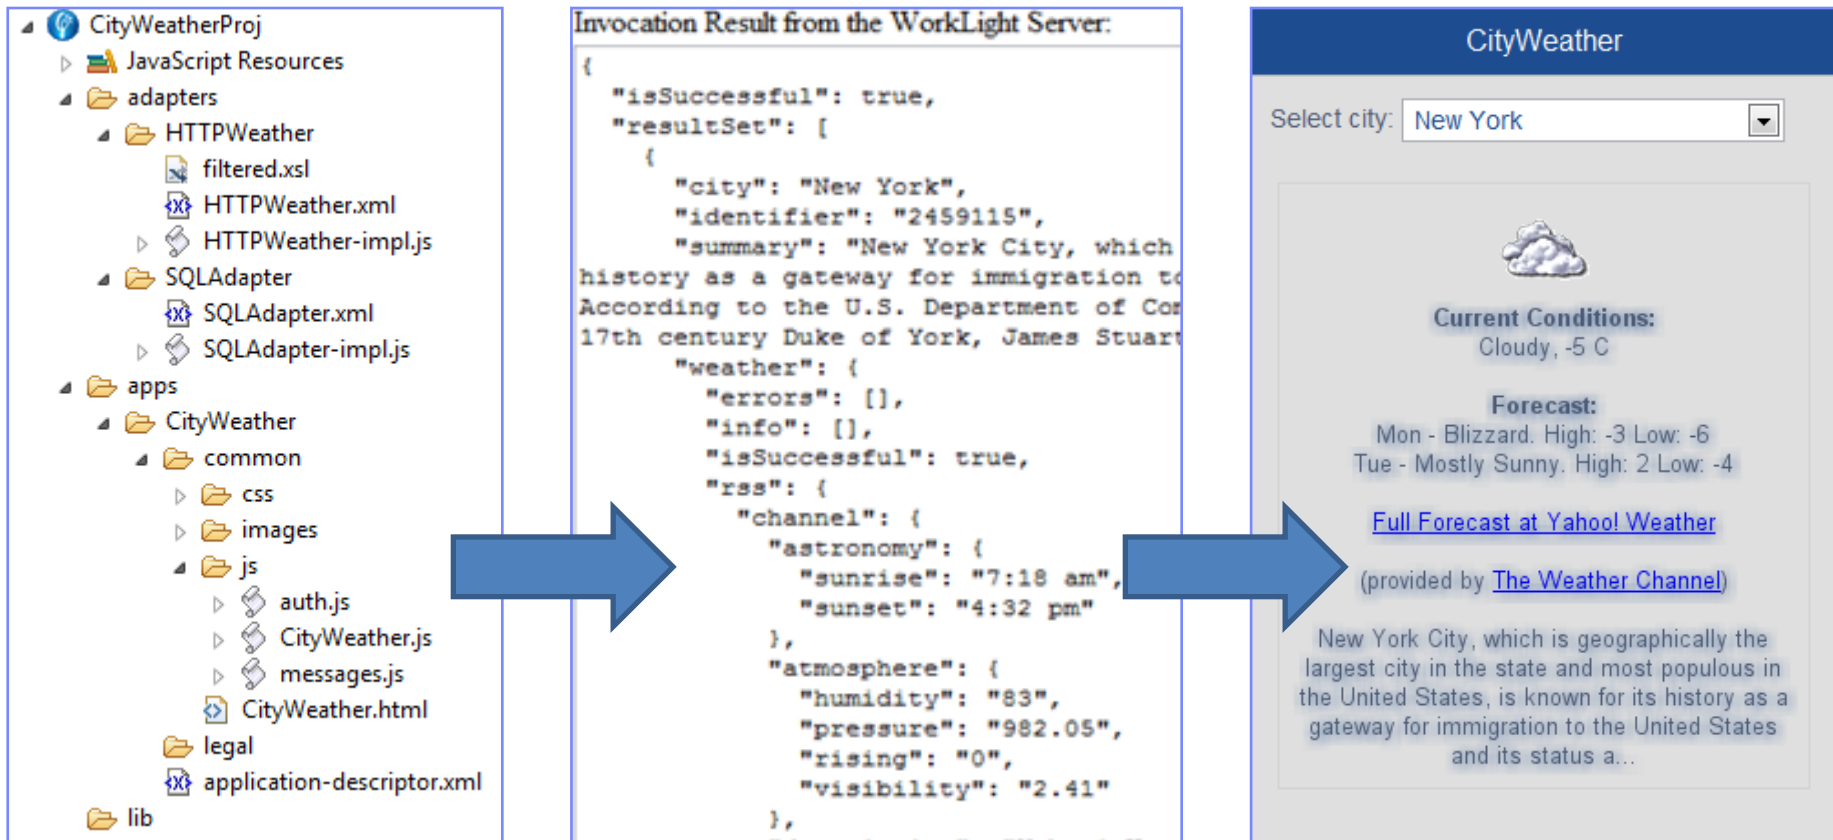 CityWeatherProj
JavaScript Resources
adapters
HTTPWeather
filtered.xsl
HTTPWeather.xml
HTTPWeather-impl.js
SQLAdapter
SQLAdapter.xml
SQLAdapter-impl.js
apps
CityWeather
common
css
images
js
auth.js
CityWeather.js
messages.js
CityWeather.html
legal
application-descriptor.xml
lib
Invocation Result from the WorkLight Server:
{
"isSuccessful": true,
"resultSet": [
{
"city": "New York",
"identifier": "2459115",
"summary": "New York City, which
history as a gateway for immigration to
According to the U.S. Department of
17th century Duke of York, James Stuart
"weather": {
"errors": [],
"info": [],
"isSuccessful": true,
"rss": {
"channel": {
"astronomy": {
"sunrise": "7:18 am",
"sunset": "4:32 pm"
},
"atmosphere": {
"humidity": "83",
"pressure": "982.05",
"rising": "0",
"visibility": "2.41"
},
CityWeather
Select city: New York
Current Conditions:
Cloudy, -5 C
Forecast:
Mon - Blizzard. High: -3 Low: -6
Tue - Mostly Sunny. High: 2 Low: -4
Full Forecast at Yahoo! Weather
(provided by The Weather Channel)
New York City, which is geographically the
largest city in the state and most populous in
the United States, is known for its history as a
gateway for immigration to the United States
and its status a...